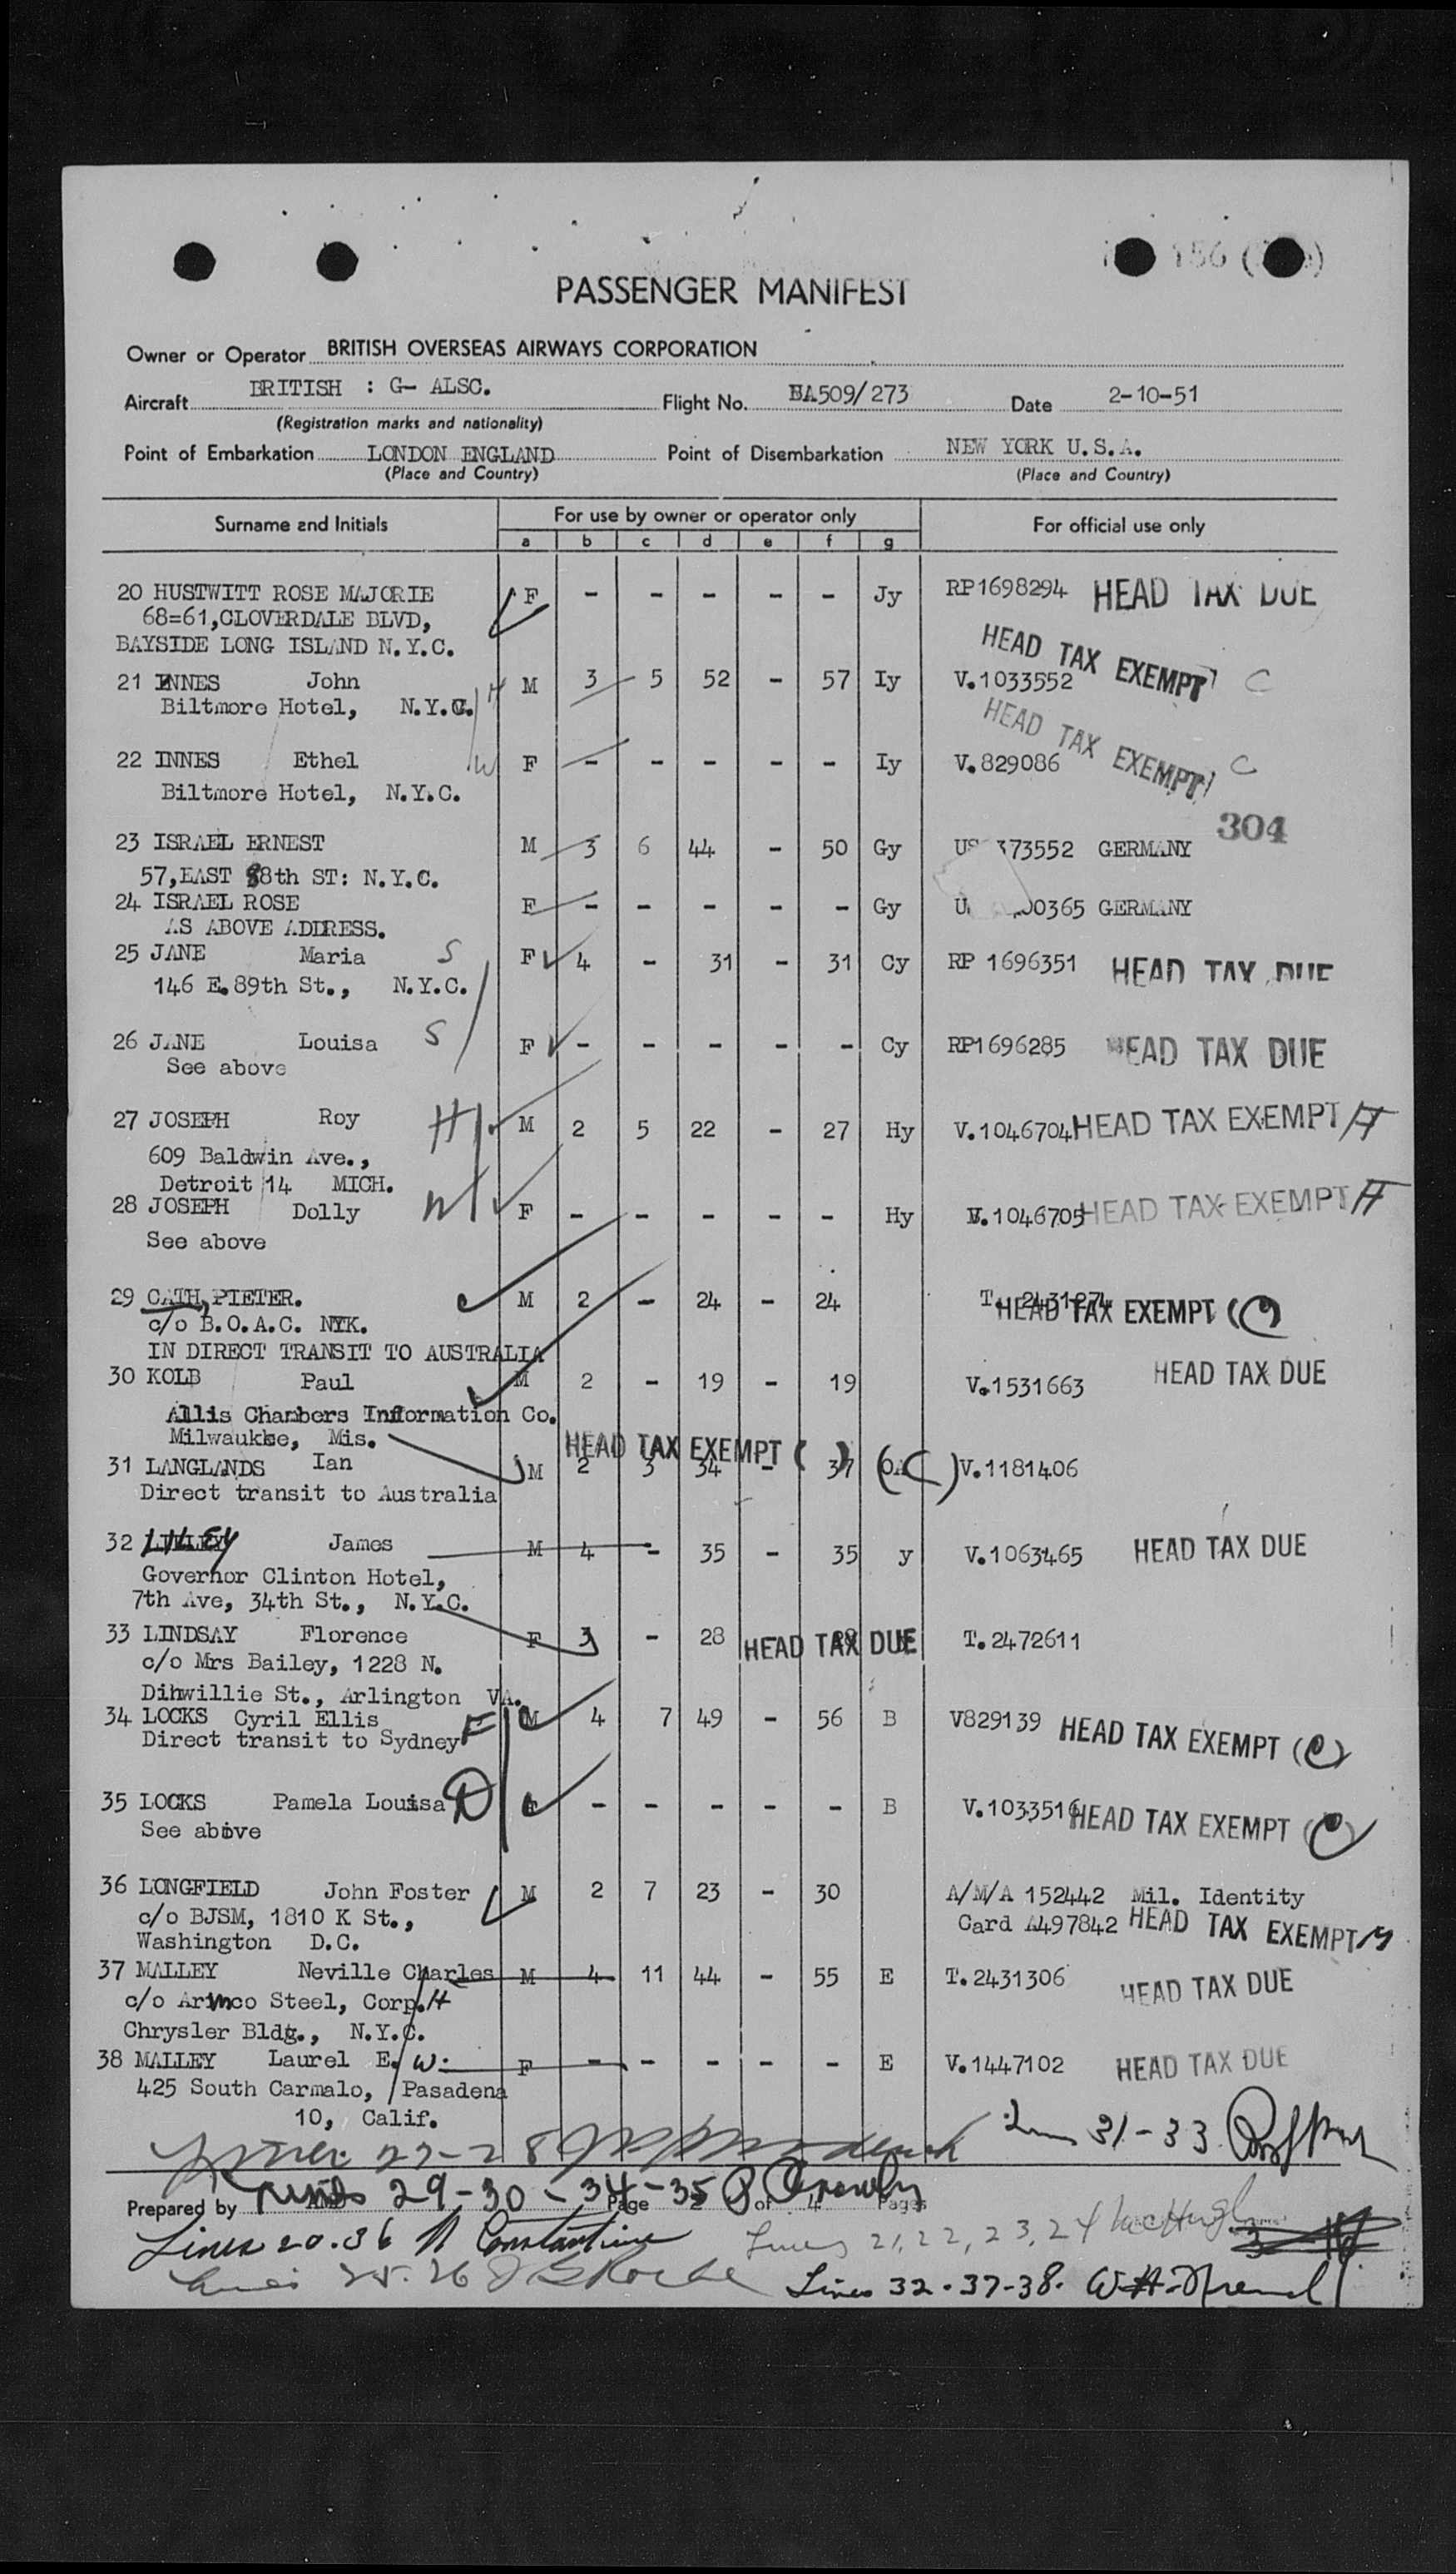 156 (
PASSENGER MANIFEST
Owner or Operator BRITISH OVERSEAS AIRWAYS CORPORATION
Aircraft BRITISH : G- ALSC. Flight No. BA509/273 Date 2-10-51
(Registration marks and nationality)
Point of Embarkation LONDON ENGLAND Point of Disembarkation NEW YORK U.S.A.
(Place and Country) (Place and Country)
Surname and Initials For use by owner or operator only For official use only
a b c d e f g
20 HUSTWITT ROSE MAJORIE F - - - - - Jy RP1698294 HEAD TAX DUE
68=61,CLOVERDALE BLVD,
BAYSIDE LONG ISLAND N.Y.C.
HEAD TAX EXEMPT C
21 INNES John H M 3 5 52 - 57 Iy V.1033552
Biltmore Hotel, N.Y.C.
HEAD TAX EXEMPT C
22 INNES Ethel W F - - - - - Iy V.829086
Biltmore Hotel, N.Y.C.
304
23 ISRAEL ERNEST M 3 6 44 - 50 Gy US 373552 GERMANY
57,EAST 88th ST: N.Y.C.
24 ISRAEL ROSE F - - - - - Gy U 00365 GERMANY
AS ABOVE ADDRESS.
25 JANE Maria S F 4 - 31 - 31 Cy RP 1696351 HEAD TAX DUE
146 E.89th St., N.Y.C.
26 JANE Louisa S F - - - - - Cy RP1696285 HEAD TAX DUE
See above
27 JOSEPH Roy H M 2 5 22 - 27 Hy V.1046704 HEAD TAX EXEMPT H
609 Baldwin Ave.,
Detroit 14 MICH.
28 JOSEPH Dolly W F - - - - - Hy V.1046705 HEAD TAX EXEMPT H
See above
29 CATH, PIETER. M 2 - 24 - 24 T. HEAD TAX EXEMPT (C)
c/o B.O.A.C. NYK.
IN DIRECT TRANSIT TO AUSTRALIA
30 KOLB Paul M 2 - 19 - 19 V.1531663 HEAD TAX DUE
Allis Chambers Information Co.
Milwaukee, Mis.
HEAD TAX EXEMPT ( )
31 LANGLANDS Ian M 2 3 34 - 37 (C) V.1181406
Direct transit to Australia
32 LILEY James M 4 - 35 - 35 y V.1063465 HEAD TAX DUE
Governor Clinton Hotel,
7th Ave, 34th St., N.Y.C.
33 LINDSAY Florence F 3 - 28 HEAD TAX DUE T.2472611
c/o Mrs Bailey, 1228 N.
Dihwillie St., Arlington VA.
34 LOCKS Cyril Ellis F M 4 7 49 - 56 B V829139 HEAD TAX EXEMPT (C)
Direct transit to Sydney
35 LOCKS Pamela Louisa D F - - - - - B V.1033516 HEAD TAX EXEMPT (C)
See above
36 LONGFIELD John Foster M 2 7 23 - 30 A/M/A 152442 Mil. Identity
c/o BJSM, 1810 K St., Card A497842 HEAD TAX EXEMPT M
Washington D.C.
37 MALLEY Neville Charles M 4 11 44 - 55 E T.2431306 HEAD TAX DUE
c/o Armco Steel, Corp. H
Chrysler Bldg., N.Y.C.
38 MALLEY Laurel E. W. F - - - - - E V.1447102 HEAD TAX DUE
425 South Carmalo, Pasadena
10, Calif.
Lines 31-33
Lines 27-28
Prepared by Lines 29-30-34-35 P Crowley Page of 4 Pages
Lines 20.36 N Constantine Lines 21,22,23,24 McHugh
Lines 25.26 J G Roche Lines 32-37-38.